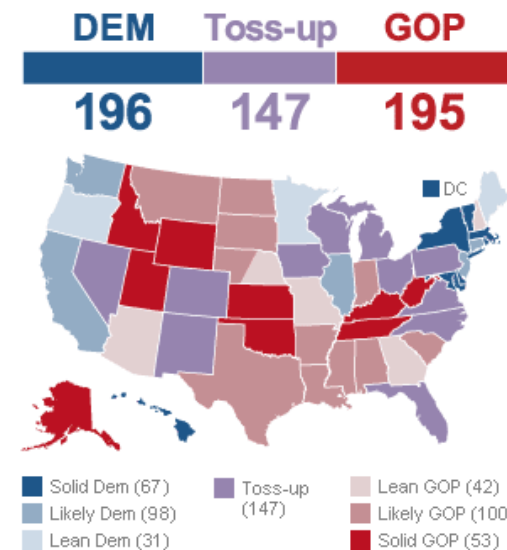 DEM Toss-up GOP
196 147 195
DC
Solid Dem (67)
Likely Dem (98)
Lean Dem (31)
Toss-up
(147)
Lean GOP (42)
Likely GOP (100
Solid GOP (53)